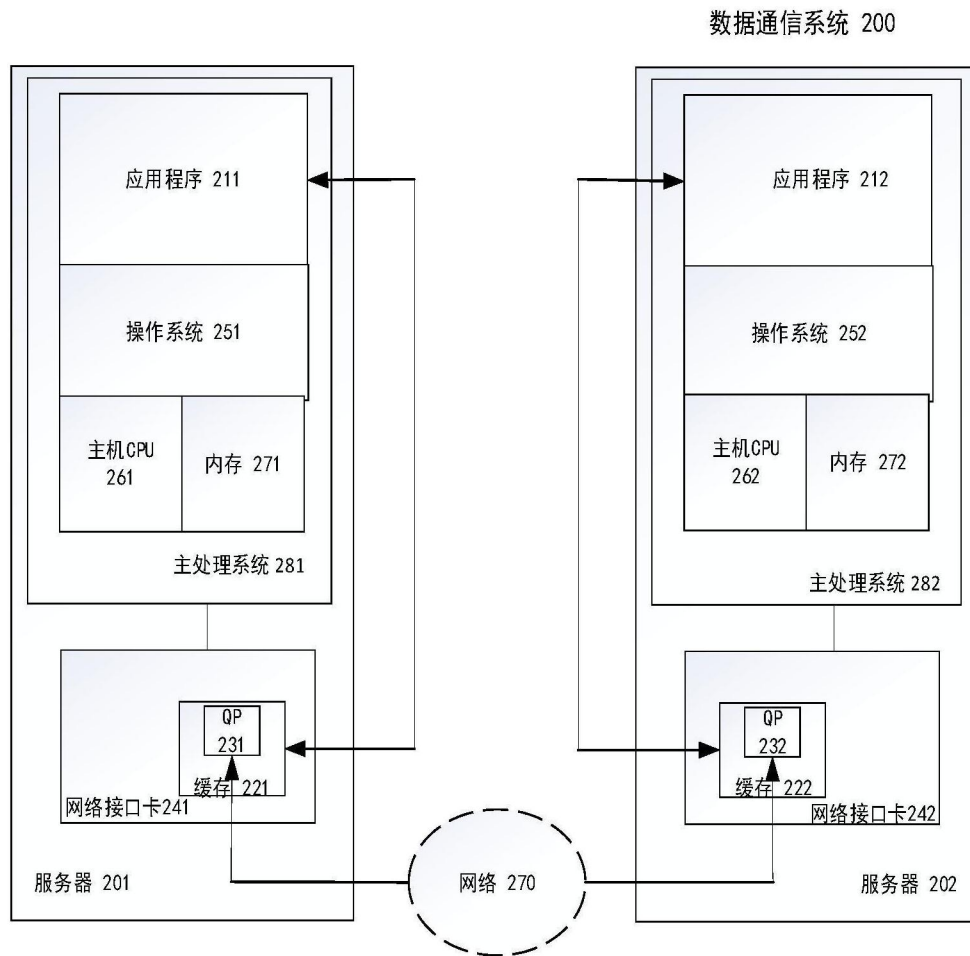 数据通信系统 200
应用程序 211
操作系统 251
主机CPU
261
内存 271
主处理系统 281
QP
231
缓存 221
网络接口卡241
服务器 201
应用程序 212
操作系统 252
主机CPU
262
内存 272
主处理系统 282
QP
232
缓存 222
网络接口卡242
服务器 202
网络 270